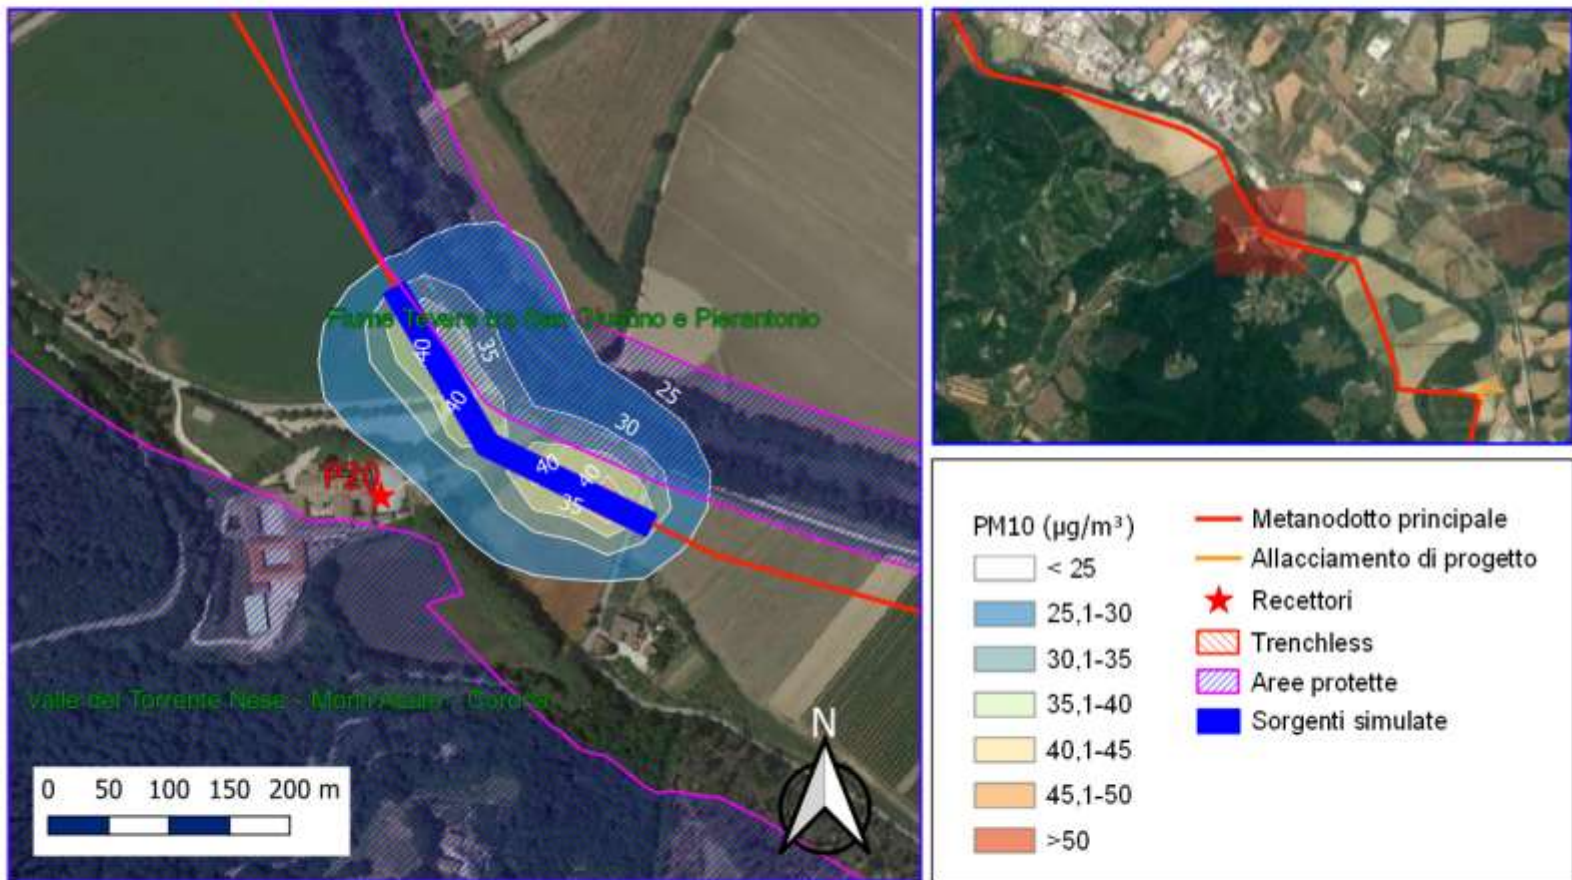 Fiume Tevere tra San Giustino e Pierantonio
40
35
40
25
30
40
40
35
Valle del Torrente Nese - Monti Acuto - Corona
0 50 100 150 200 m
N
PM10 (µg/m³)
< 25
25,1-30
30,1-35
35,1-40
40,1-45
45,1-50
>50
Metanodotto principale
Allacciamento di progetto
Recettori
Trenchless
Aree protette
Sorgenti simulate